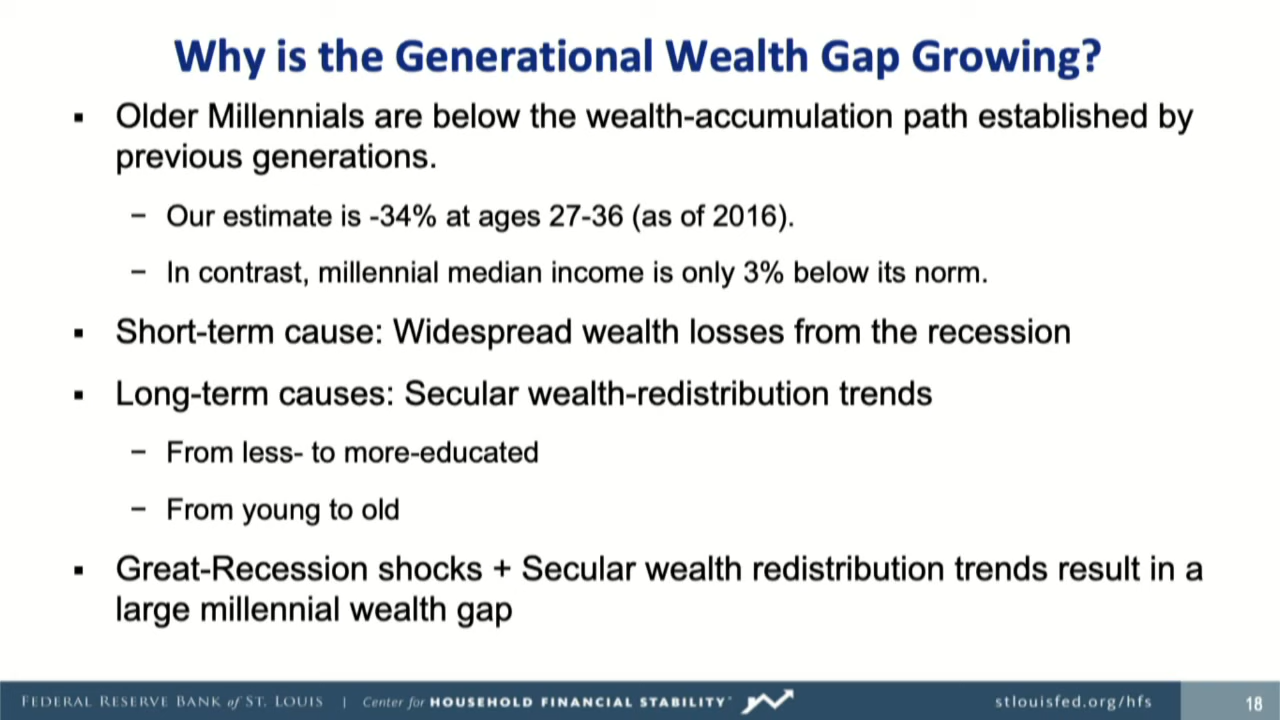 Why is the Generational Wealth Gap Growing?
▪ Older Millennials are below the wealth-accumulation path established by
previous generations.
− Our estimate is -34% at ages 27-36 (as of 2016).
− In contrast, millennial median income is only 3% below its norm.
▪ Short-term cause: Widespread wealth losses from the recession
▪ Long-term causes: Secular wealth-redistribution trends
− From less- to more-educated
− From young to old
▪ Great-Recession shocks + Secular wealth redistribution trends result in a
large millennial wealth gap
FEDERAL RESERVE BANK of ST. LOUIS | Center for HOUSEHOLD FINANCIAL STABILITY stlouisfed.org/hfs 18